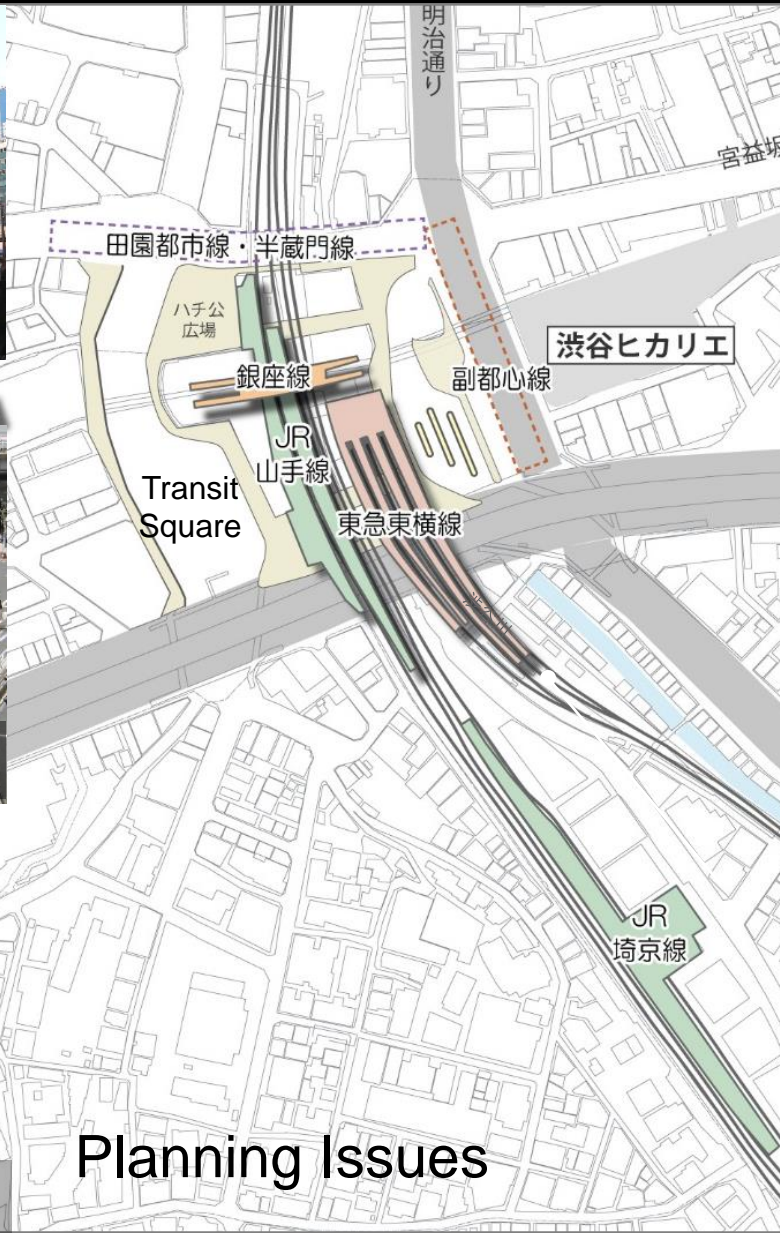 明治通り
宮益坂
田園都市線・半蔵門線
ハチ公
広場
渋谷ヒカリエ
銀座線
副都心線
JR
山手線
Transit
Square
東急東横線
JR
埼京線
Planning Issues